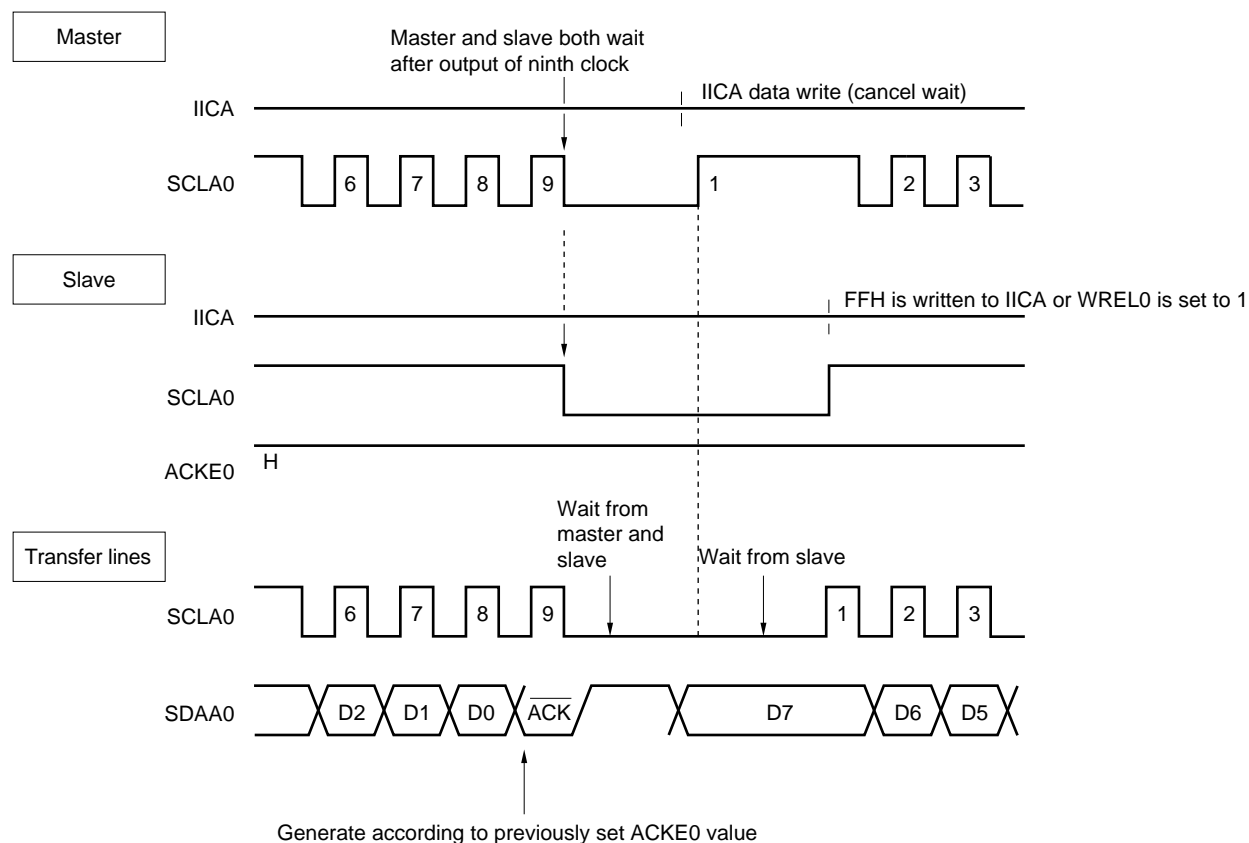 Master
Master and slave both wait
after output of ninth clock
IICA
IICA data write (cancel wait)
SCLA0
6 7 8 9 1 2 3
Slave
IICA
FFH is written to IICA or WREL0 is set to 1
SCLA0
ACKE0
H
Wait from
master and
slave
Wait from slave
Transfer lines
SCLA0
6 7 8 9 1 2 3
SDAA0
D2 D1 D0 ACK D7 D6 D5
Generate according to previously set ACKE0 value